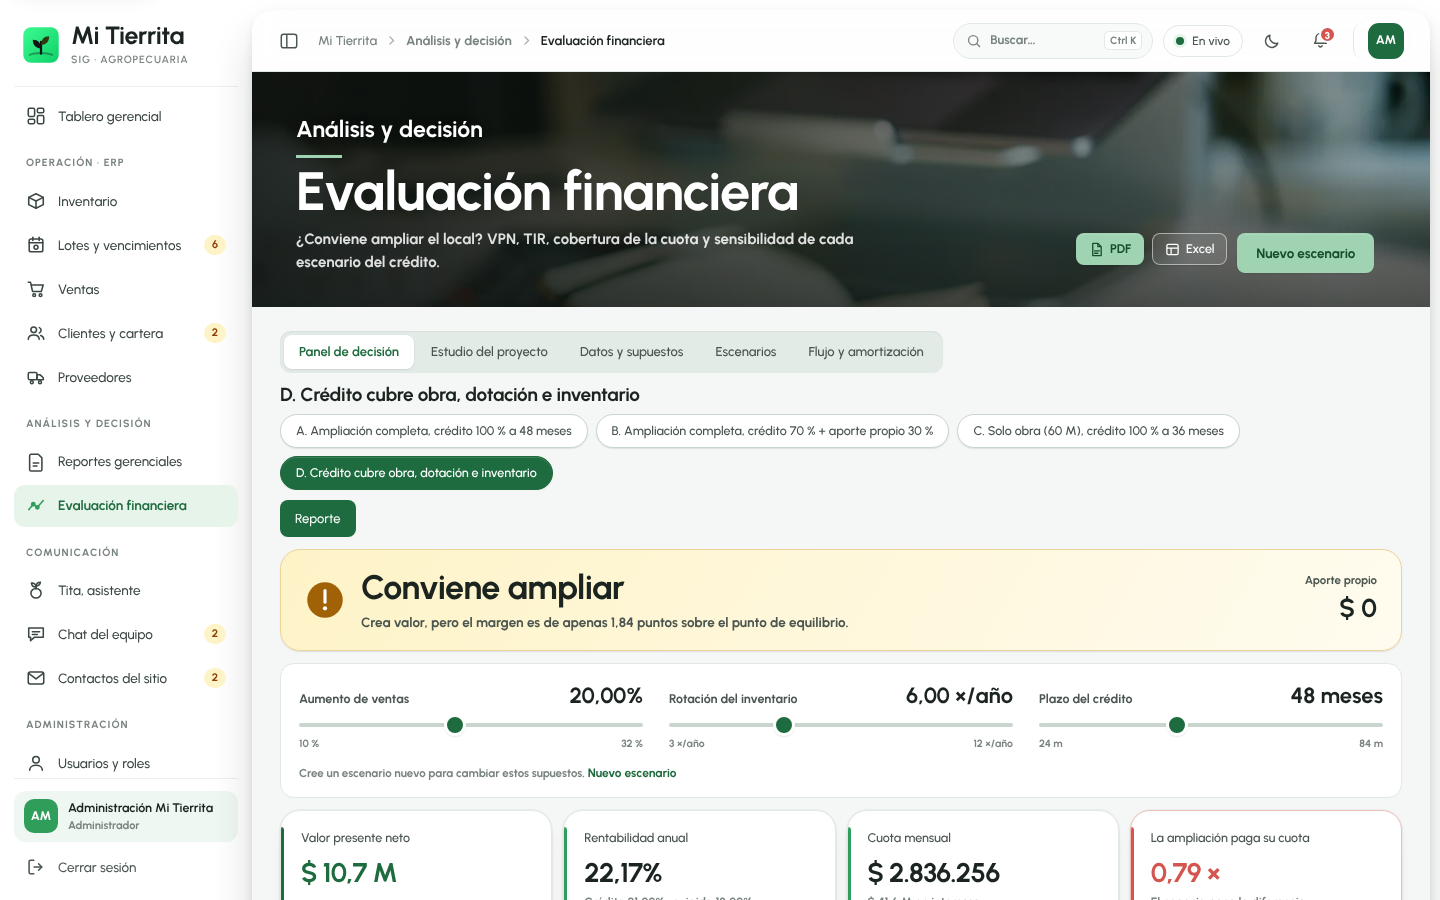 Mi Tierrita
SIG · AGROPECUARIA
Tablero gerencial
OPERACIÓN · ERP
Inventario
Lotes y vencimientos 6
Ventas
Clientes y cartera 2
Proveedores
ANÁLISIS Y DECISIÓN
Reportes gerenciales
Evaluación financiera
COMUNICACIÓN
Tita, asistente
Chat del equipo 2
Contactos del sitio 2
ADMINISTRACIÓN
Usuarios y roles
AM Administración Mi Tierrita
Administrador
Cerrar sesión
Mi Tierrita > Análisis y decisión > Evaluación financiera
Buscar... Ctrl K
En vivo
3
AM
Análisis y decisión
Evaluación financiera
¿Conviene ampliar el local? VPN, TIR, cobertura de la cuota y sensibilidad de cada
escenario del crédito.
PDF
Excel
Nuevo escenario
Panel de decisión
Estudio del proyecto
Datos y supuestos
Escenarios
Flujo y amortización
D. Crédito cubre obra, dotación e inventario
A. Ampliación completa, crédito 100 % a 48 meses
B. Ampliación completa, crédito 70 % + aporte propio 30 %
C. Solo obra (60 M), crédito 100 % a 36 meses
D. Crédito cubre obra, dotación e inventario
Reporte
Conviene ampliar
Crea valor, pero el margen es de apenas 1,84 puntos sobre el punto de equilibrio.
Aporte propio
$ 0
Aumento de ventas 20,00%
10 % 32 %
Rotación del inventario 6,00 ×/año
3 ×/año 12 ×/año
Plazo del crédito 48 meses
24 m 84 m
Cree un escenario nuevo para cambiar estos supuestos. Nuevo escenario
Valor presente neto
$ 10,7 M
Rentabilidad anual
22,17%
Cuota mensual
$ 2.836.256
La ampliación paga su cuota
0,79 ×